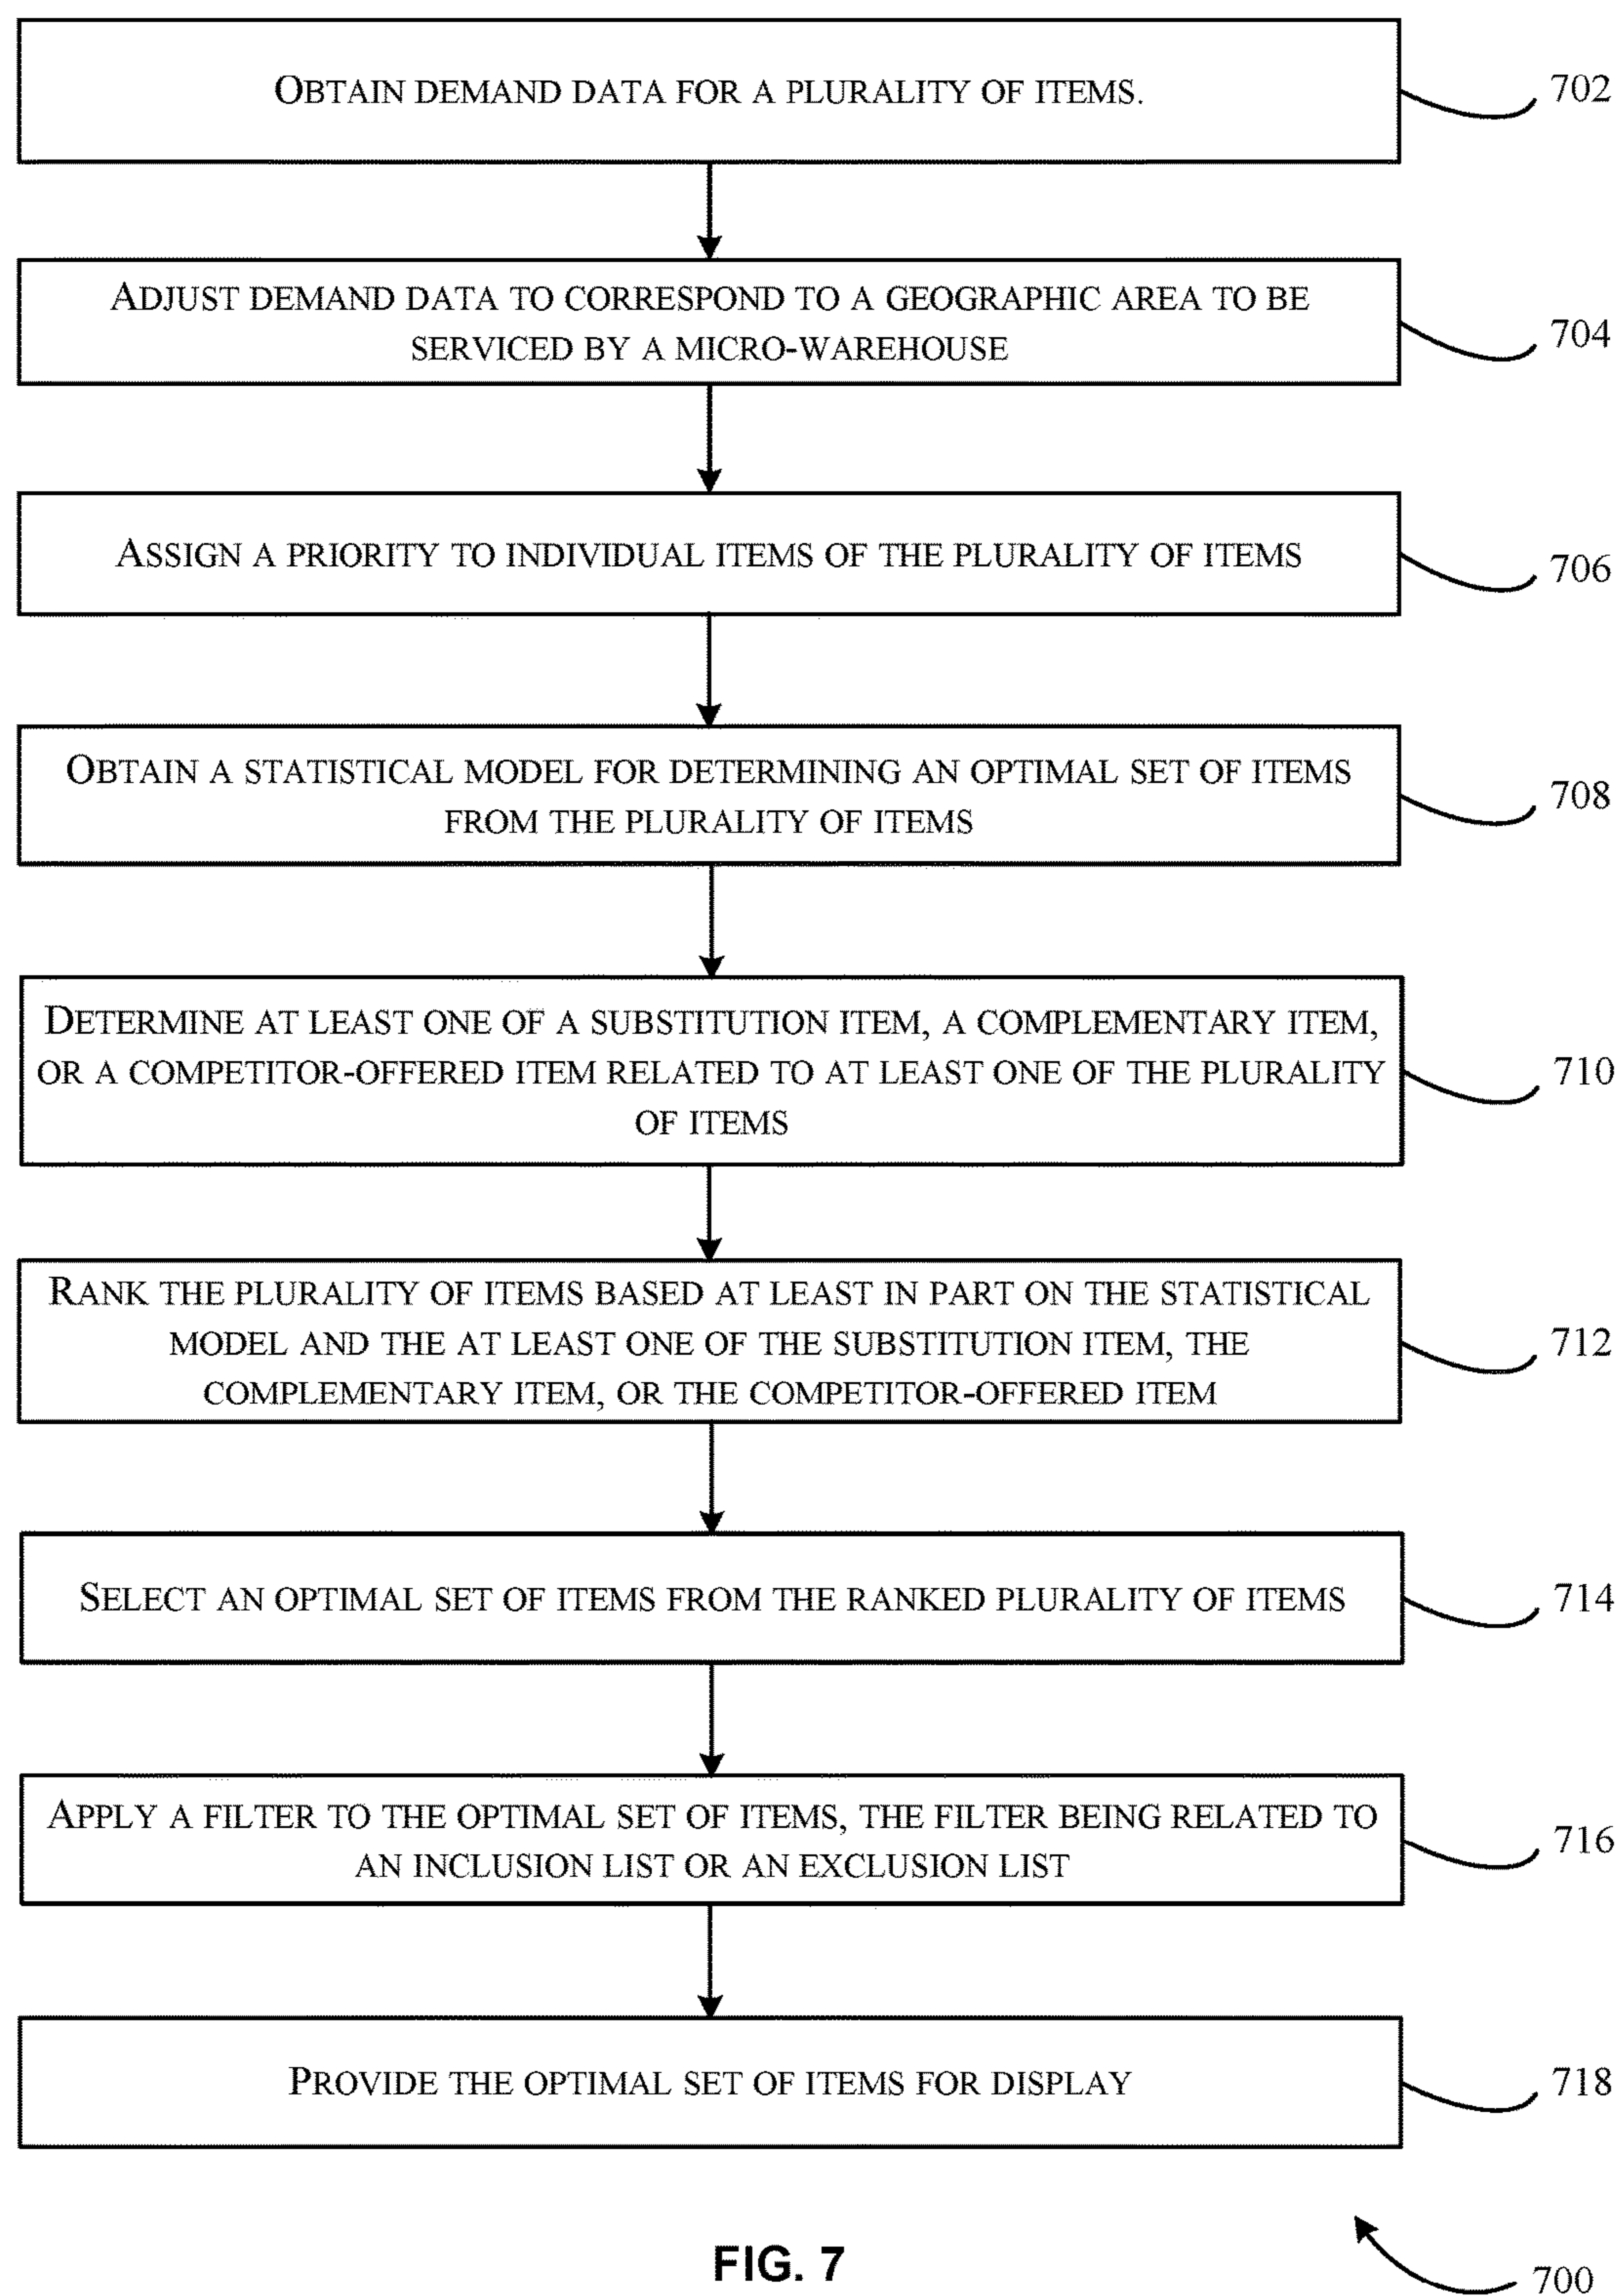 OBTAIN DEMAND DATA FOR A PLURALITY OF ITEMS.
702
ADJUST DEMAND DATA TO CORRESPOND TO A GEOGRAPHIC AREA TO BE
SERVICED BY A MICRO-WAREHOUSE
704
ASSIGN A PRIORITY TO INDIVIDUAL ITEMS OF THE PLURALITY OF ITEMS
706
OBTAIN A STATISTICAL MODEL FOR DETERMINING AN OPTIMAL SET OF ITEMS
FROM THE PLURALITY OF ITEMS
708
DETERMINE AT LEAST ONE OF A SUBSTITUTION ITEM, A COMPLEMENTARY ITEM,
OR A COMPETITOR-OFFERED ITEM RELATED TO AT LEAST ONE OF THE PLURALITY
OF ITEMS
710
RANK THE PLURALITY OF ITEMS BASED AT LEAST IN PART ON THE STATISTICAL
MODEL AND THE AT LEAST ONE OF THE SUBSTITUTION ITEM, THE
COMPLEMENTARY ITEM, OR THE COMPETITOR-OFFERED ITEM
712
SELECT AN OPTIMAL SET OF ITEMS FROM THE RANKED PLURALITY OF ITEMS
714
APPLY A FILTER TO THE OPTIMAL SET OF ITEMS, THE FILTER BEING RELATED TO
AN INCLUSION LIST OR AN EXCLUSION LIST
716
PROVIDE THE OPTIMAL SET OF ITEMS FOR DISPLAY
718
FIG. 7
700